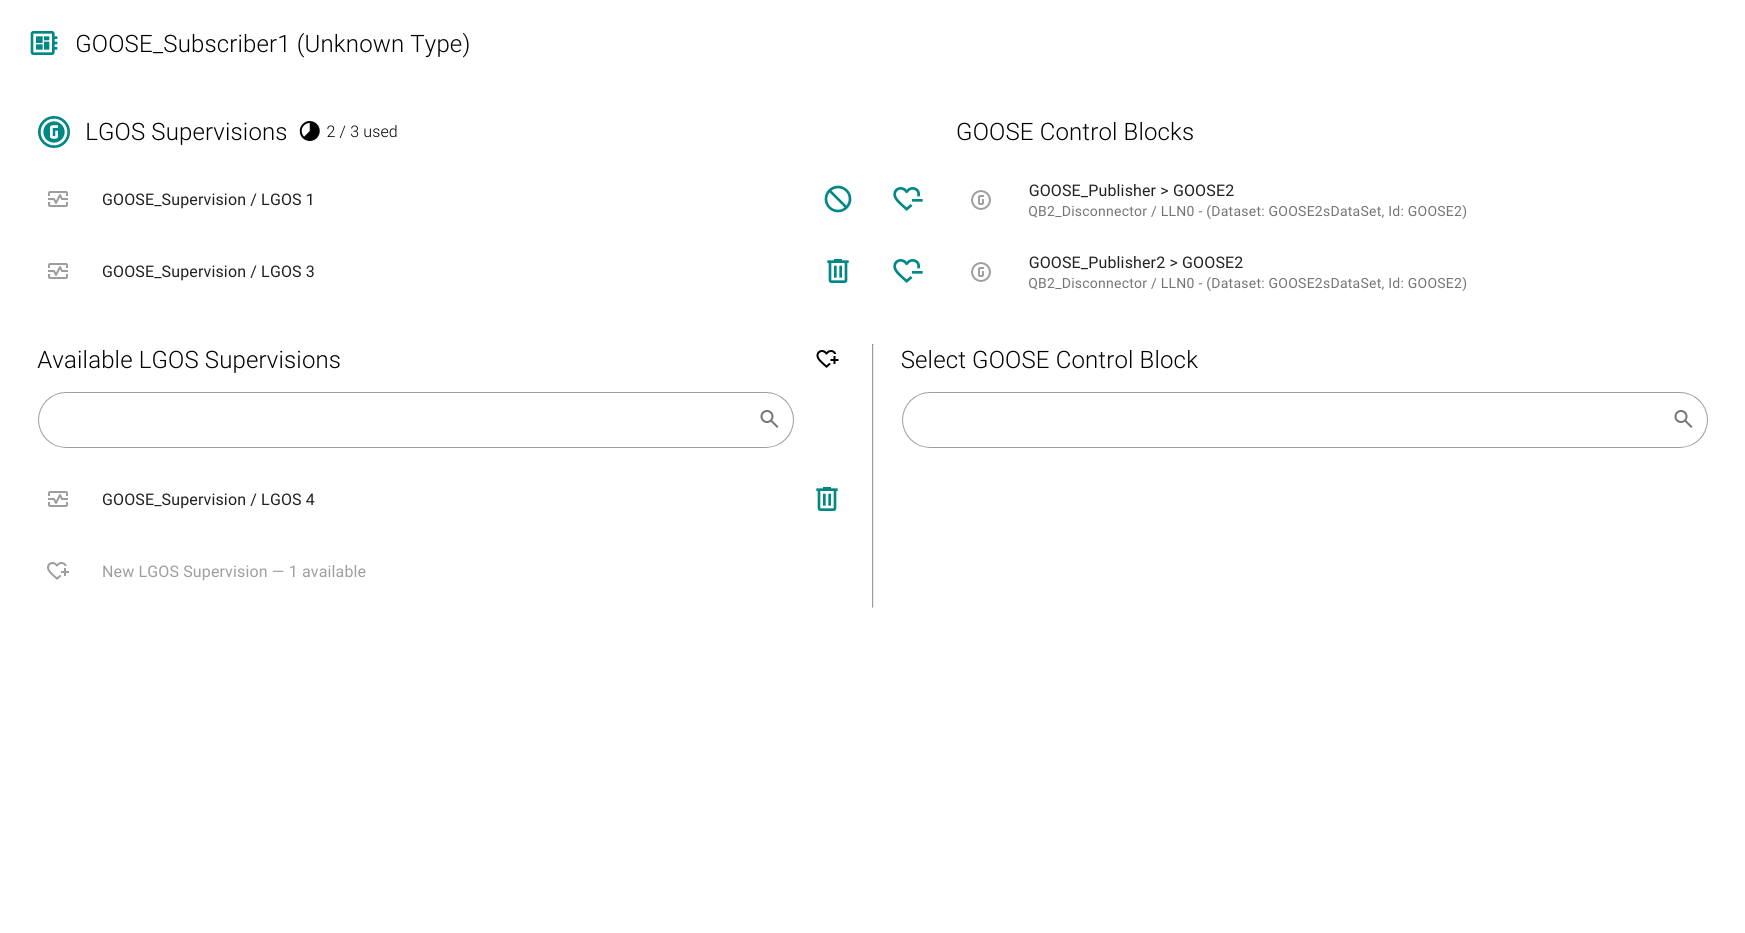 GOOSE_Subscriber1 (Unknown Type)
LGOS Supervisions 2 / 3 used
GOOSE Control Blocks
GOOSE_Supervision / LGOS 1
GOOSE_Publisher > GOOSE2
QB2_Disconnector / LLN0 - (Dataset: GOOSE2sDataSet, Id: GOOSE2)
GOOSE_Supervision / LGOS 3
GOOSE_Publisher2 > GOOSE2
QB2_Disconnector / LLN0 - (Dataset: GOOSE2sDataSet, Id: GOOSE2)
Available LGOS Supervisions
Select GOOSE Control Block
GOOSE_Supervision / LGOS 4
New LGOS Supervision — 1 available